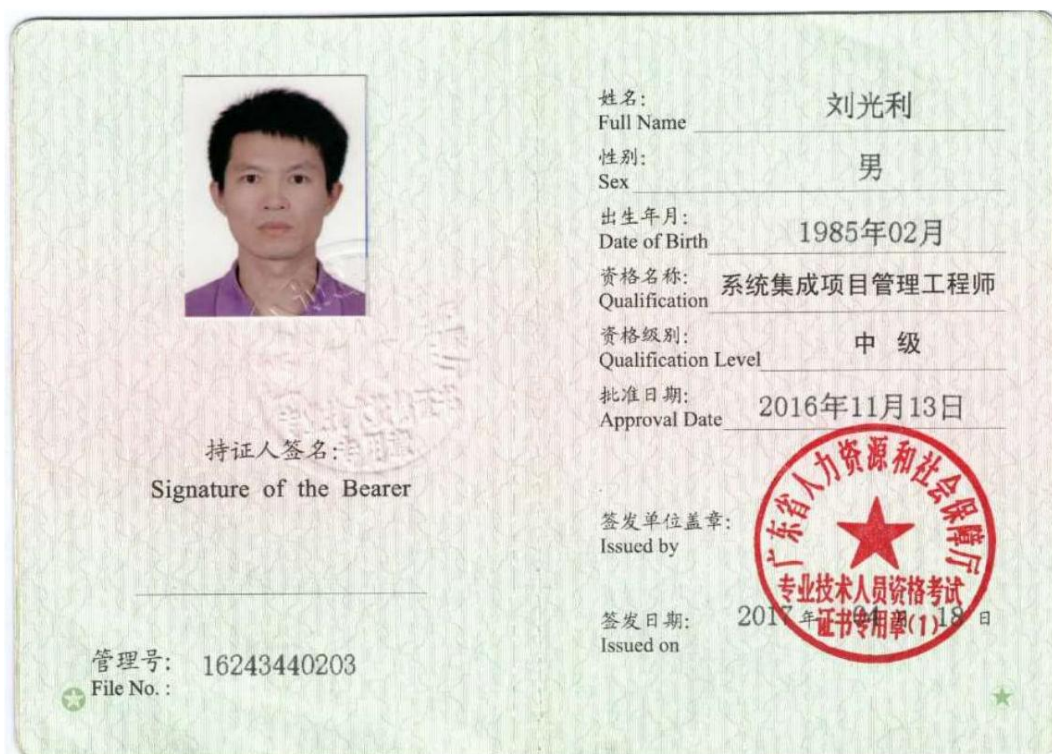 持证人签名:
Signature of the Bearer
管理号: 16243440203
File No. :
姓名: 刘光利
Full Name
性别: 男
Sex
出生年月: 1985年02月
Date of Birth
资格名称: 系统集成项目管理工程师
Qualification
资格级别: 中 级
Qualification Level
批准日期: 2016年11月13日
Approval Date
签发单位盖章:
Issued by
广东省人力资源和社会保障厅
专业技术人员资格考试
证书专用章(1)
签发日期: 2017 年 04 月 18 日
Issued on